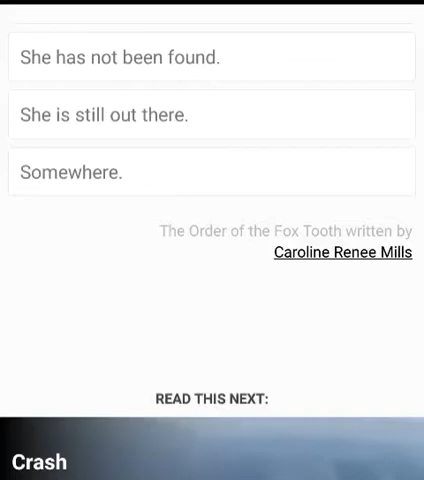 She has not been found.
She is still out there.
Somewhere.
The Order of the Fox Tooth written by
Caroline Renee Mills
READ THIS NEXT:
Crash